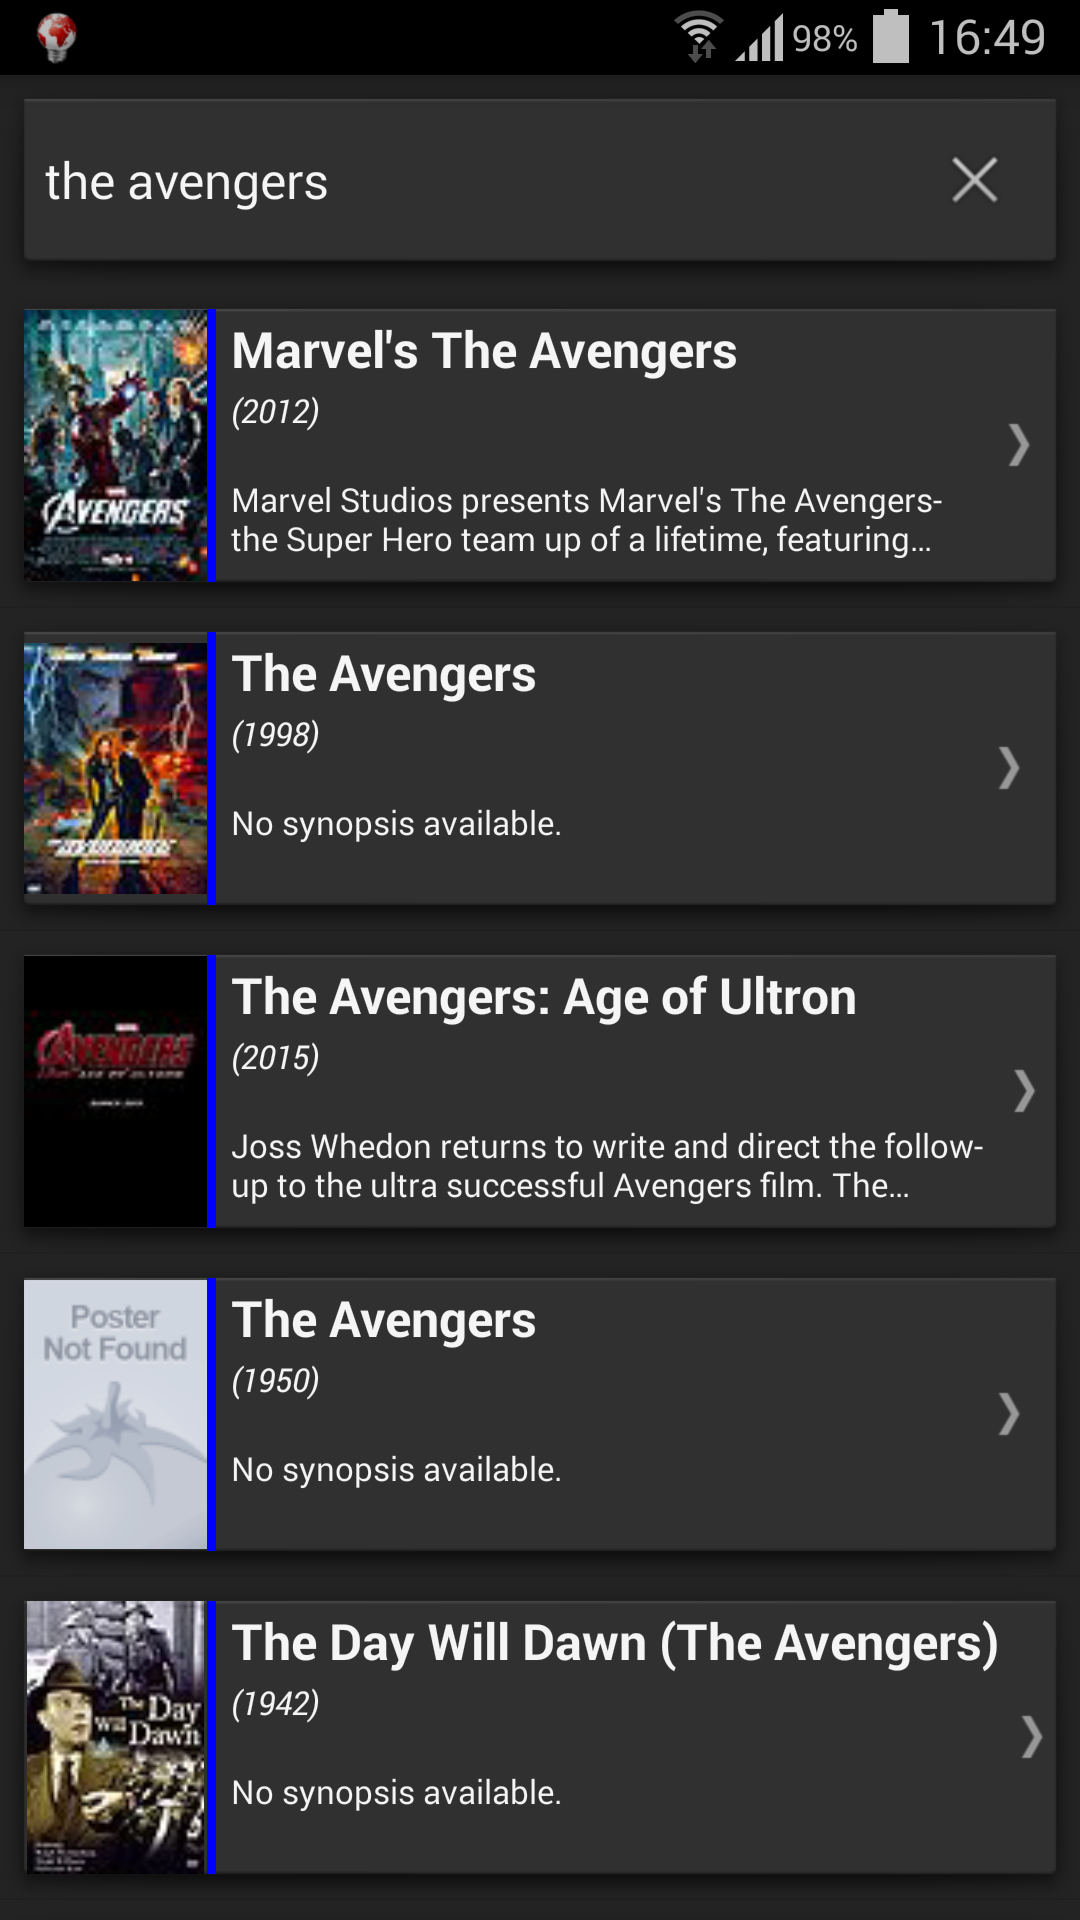 98% 16:49
the avengers
AVENGERS
Marvel's The Avengers
(2012)
Marvel Studios presents Marvel's The Avengers-
the Super Hero team up of a lifetime, featuring...
The Avengers
(1998)
No synopsis available.
AVENGERS
AGE OF ULTRON
The Avengers: Age of Ultron
(2015)
Joss Whedon returns to write and direct the follow-
up to the ultra successful Avengers film. The...
Poster
Not Found
The Avengers
(1950)
No synopsis available.
The Day
Will Dawn
The Day Will Dawn (The Avengers)
(1942)
No synopsis available.